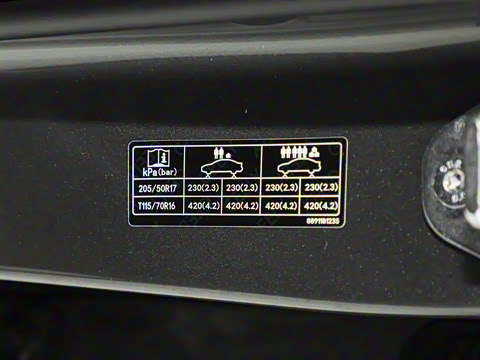 kPa(bar)
205/50R17 230(2.3) 230(2.3) 230(2.3) 230(2.3)
T115/70R16 420(4.2) 420(4.2) 420(4.2) 420(4.2)
8891181235